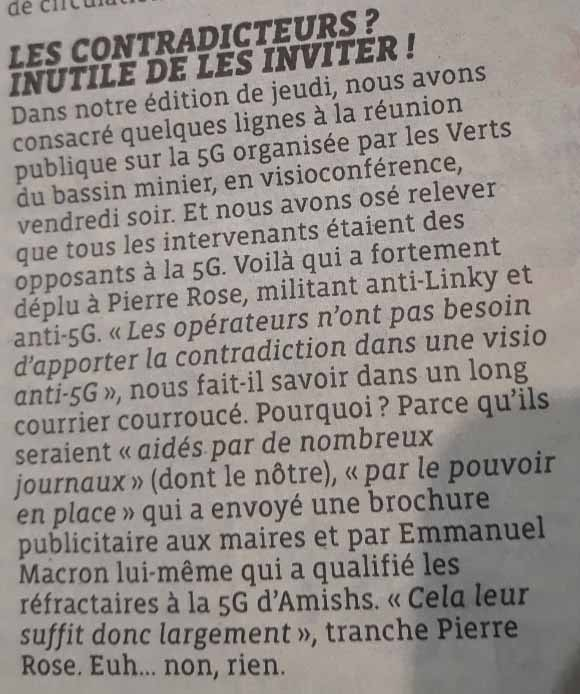 LES CONTRADICTEURS ?
INUTILE DE LES INVITER !
Dans notre édition de jeudi, nous avons
consacré quelques lignes à la réunion
publique sur la 5G organisée par les Verts
du bassin minier, en visioconférence,
vendredi soir. Et nous avons osé relever
que tous les intervenants étaient des
opposants à la 5G. Voilà qui a fortement
déplu à Pierre Rose, militant anti-Linky et
anti-5G. « Les opérateurs n'ont pas besoin
d'apporter la contradiction dans une visio
anti-5G », nous fait-il savoir dans un long
courrier courroucé. Pourquoi ? Parce qu'ils
seraient « aidés par de nombreux
journaux » (dont le nôtre), « par le pouvoir
en place » qui a envoyé une brochure
publicitaire aux maires et par Emmanuel
Macron lui-même qui a qualifié les
réfractaires à la 5G d'Amishs. « Cela leur
suffit donc largement », tranche Pierre
Rose. Euh... non, rien.